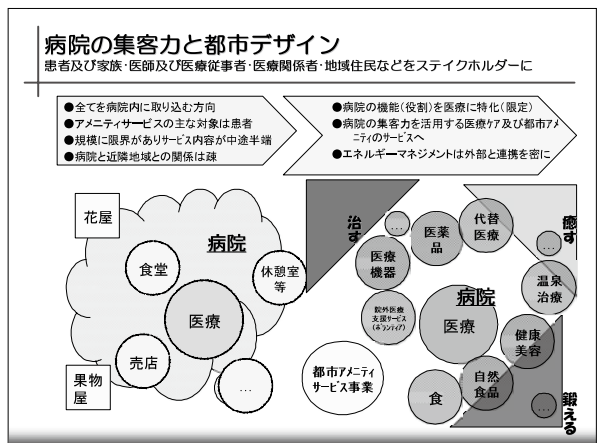 病院の集客力と都市デザイン
患者及び家族・医師及び医療従事者・医療関係者・地域住民などをステイクホルダーに
●全てを病院内に取り込む方向
●アメニティサービスの主な対象は患者
●規模に限界がありサービス内容が中途半端
●病院と近隣地域との関係は疎
●病院の機能(役割)を医療に特化(限定)
●病院の集客力を活用する医療ケア及び都市アメ
ニティのサービスへ
●エネルギーマネジメントは外部と連携を密に
花屋
病院
食堂
休憩室
等
医療
売店
果物
屋
…
治す
…
医薬
品
代替
医療
癒す
…
医療
機器
温泉
治療
院外医療
支援サービス
(ボランティア)
病院
医療
健康
美容
都市アメニティ
サービス事業
食
自然
食品
…
鍛える